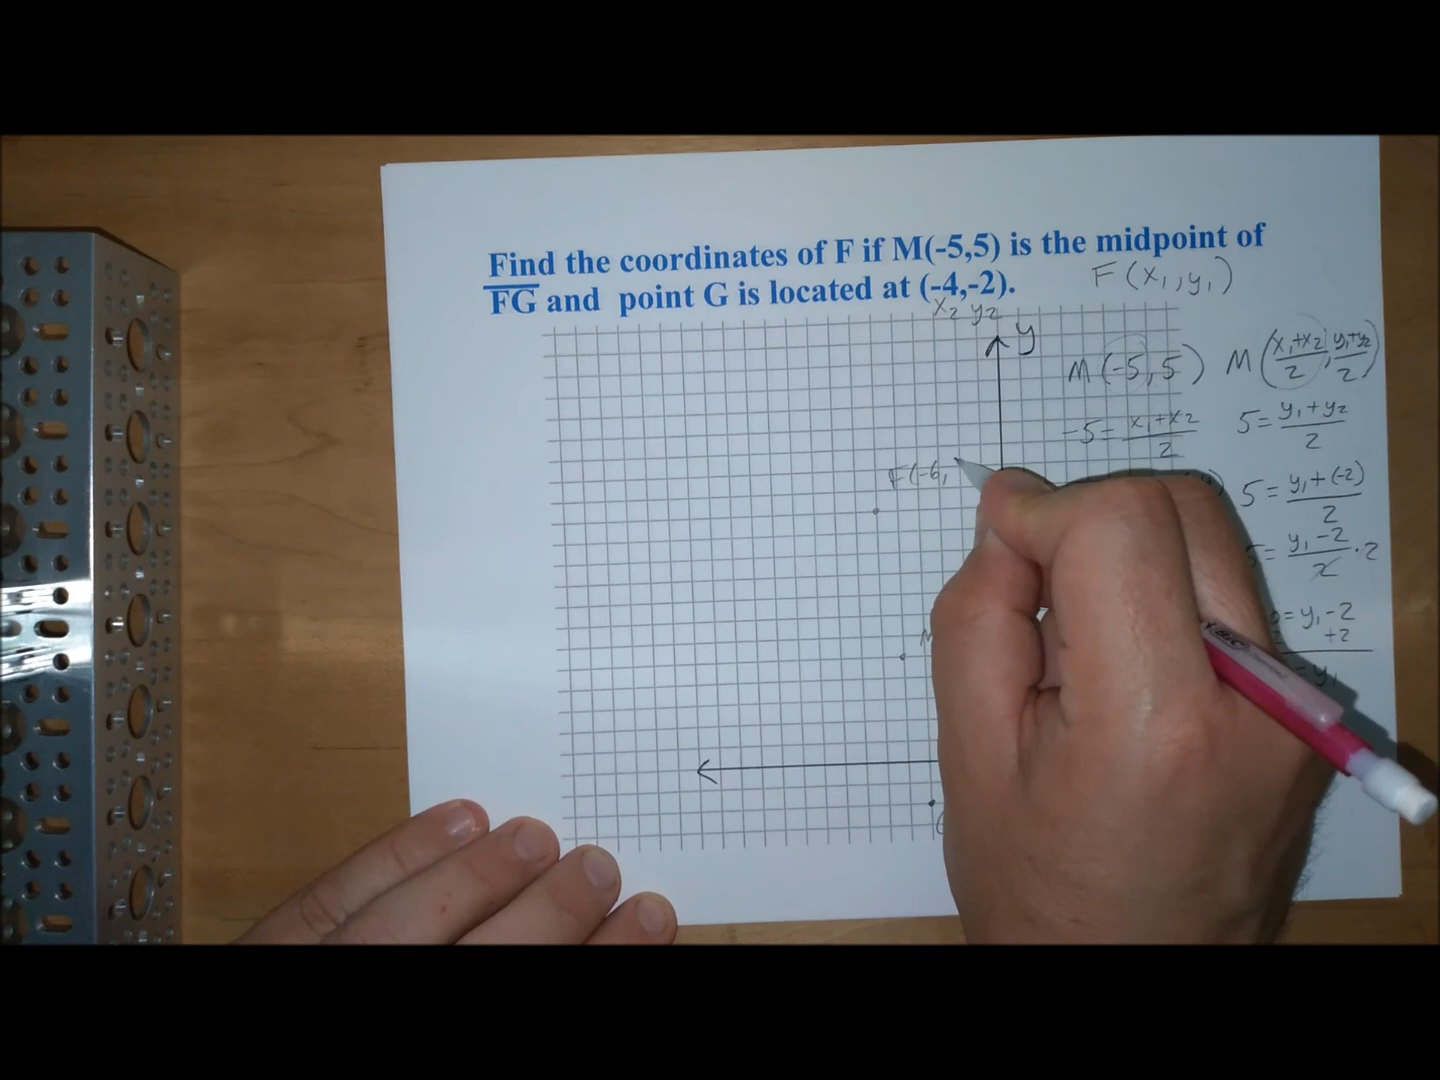 Find the coordinates of F if M(-5,5) is the midpoint of
FG and point G is located at (-4,-2).
F(x₁,y₁)
x₂ y₂
y
M(-5,5)
M(x₁+x₂/2, y₁+y₂/2)
-5=x₁+x₂/2
5=y₁+y₂/2
F(-6,
5=y₁+(-2)/2
5=y₁-2/2·2
=y₁-2
+2
=y₁
BIC